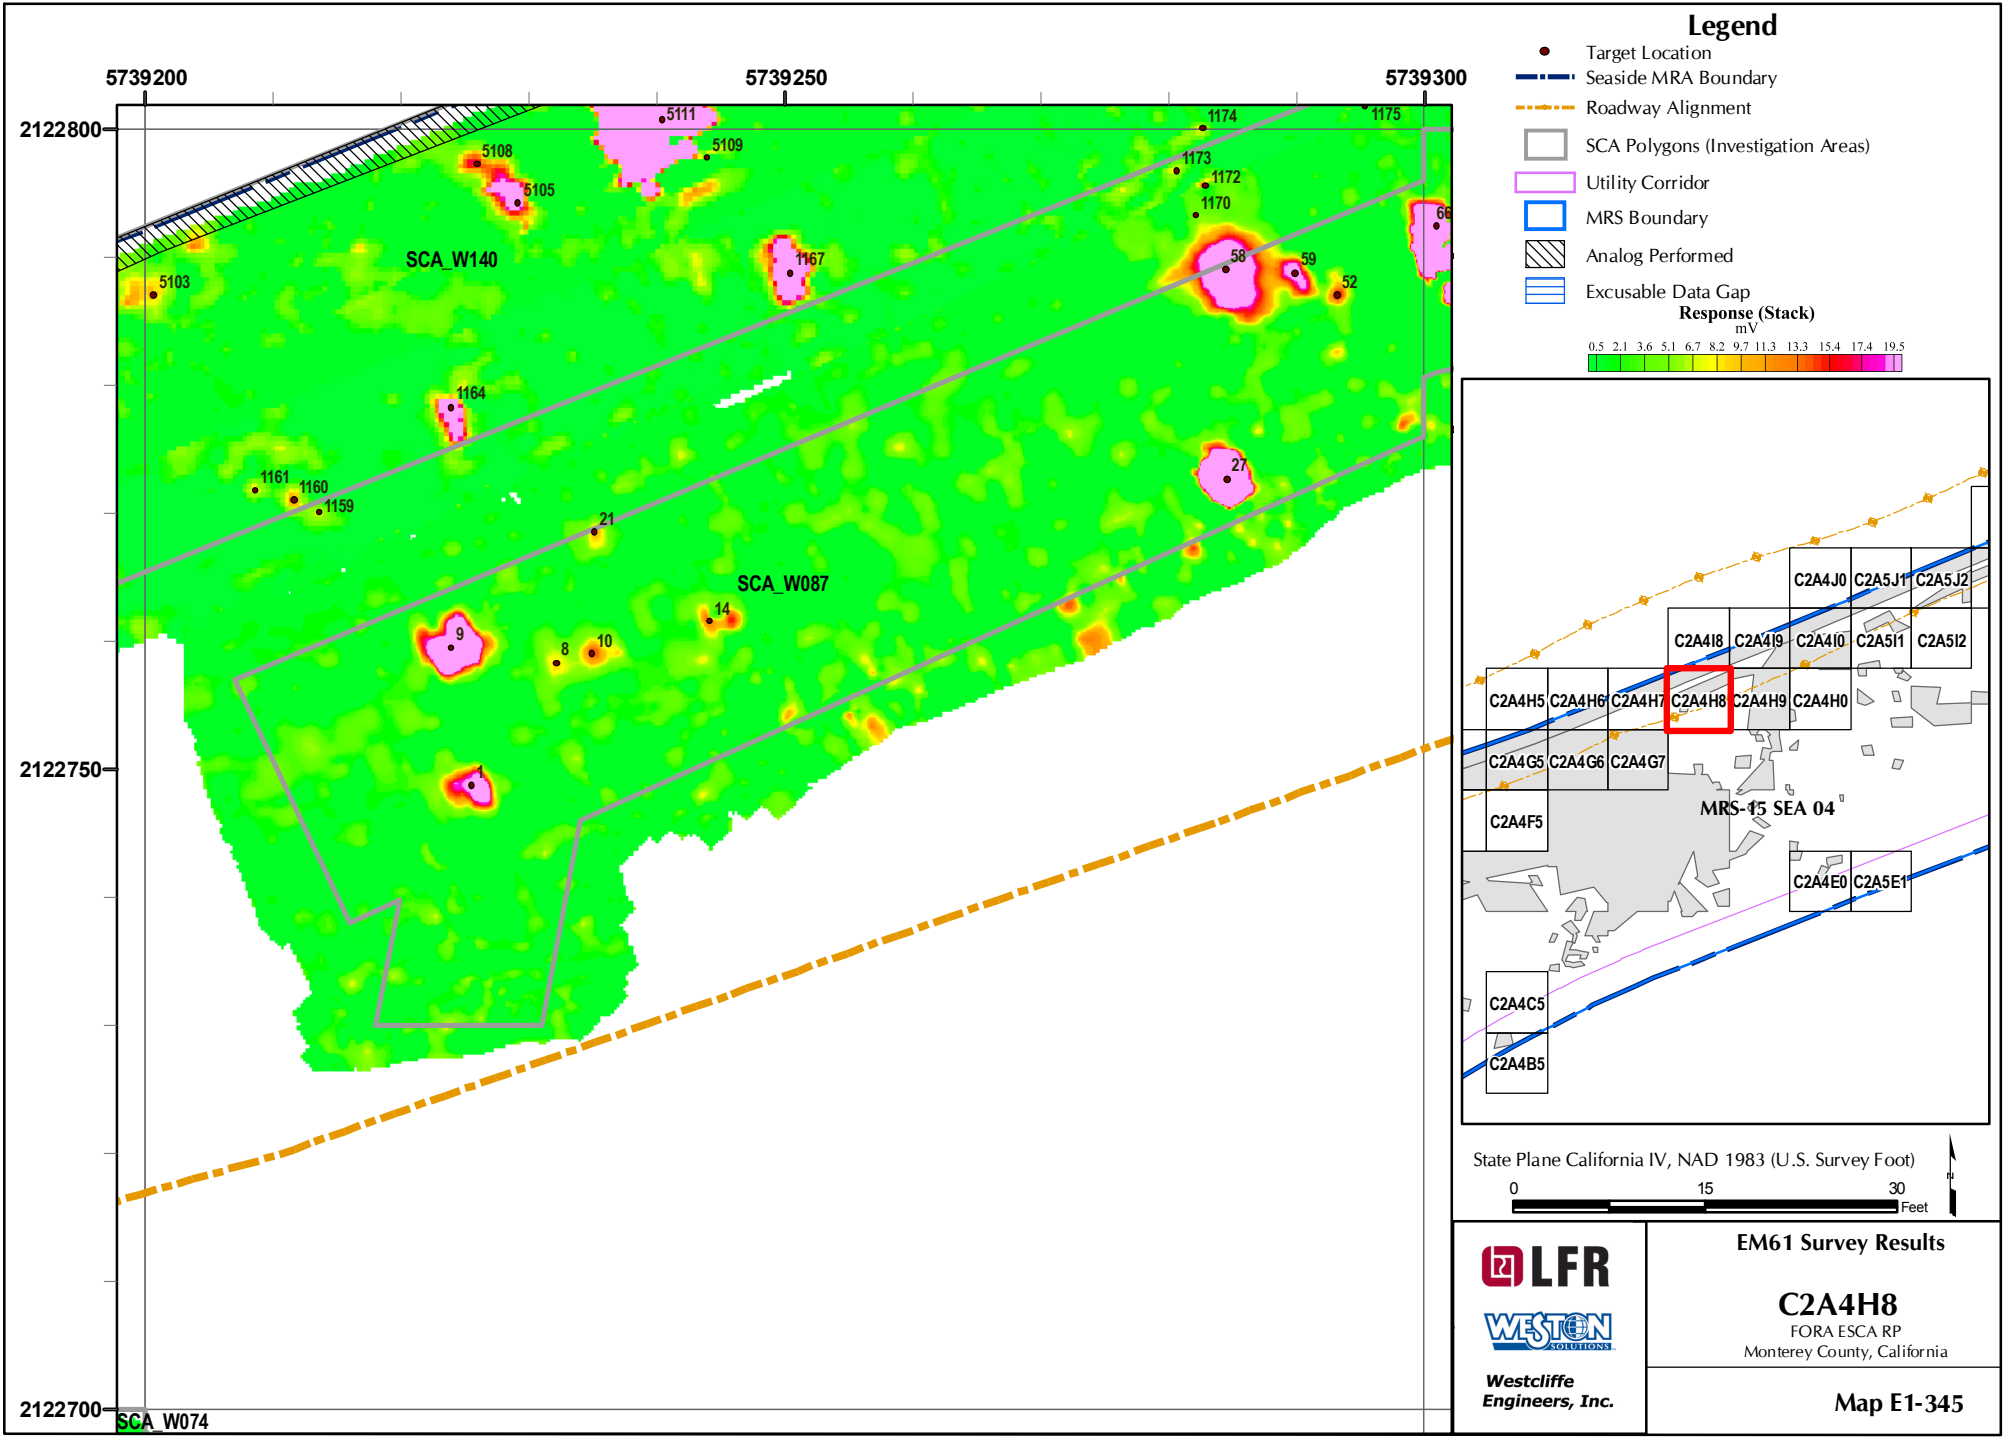 Legend
Target Location
Seaside MRA Boundary
Roadway Alignment
SCA Polygons (Investigation Areas)
Utility Corridor
MRS Boundary
Analog Performed
Excusable Data Gap
Response (Stack)
mV
0.5 2.1 3.6 5.1 6.7 8.2 9.7 11.3 13.3 15.4 17.4 19.5
5739200 5739250 5739300
2122800
2122750
2122700
5111
5109
5108
5105
5103
SCA_W140
1174
1175
1173
1172
1170
66
1167
58
59
52
1164
1161
1160
1159
27
21
SCA_W087
14
9
8
10
1
SCA_W074
C2A4J0 C2A5J1 C2A5J2
C2A4I8 C2A4I9 C2A4I0 C2A5I1 C2A5I2
C2A4H5 C2A4H6 C2A4H7 C2A4H8 C2A4H9 C2A4H0
C2A4G5 C2A4G6 C2A4G7
MRS-15 SEA 04
C2A4F5
C2A4E0 C2A5E1
C2A4C5
C2A4B5
State Plane California IV, NAD 1983 (U.S. Survey Foot)
N
0 15 30
Feet
LFR
WESTON
SOLUTIONS
Westcliffe
Engineers, Inc.
EM61 Survey Results
C2A4H8
FORA ESCA RP
Monterey County, California
Map E1-345